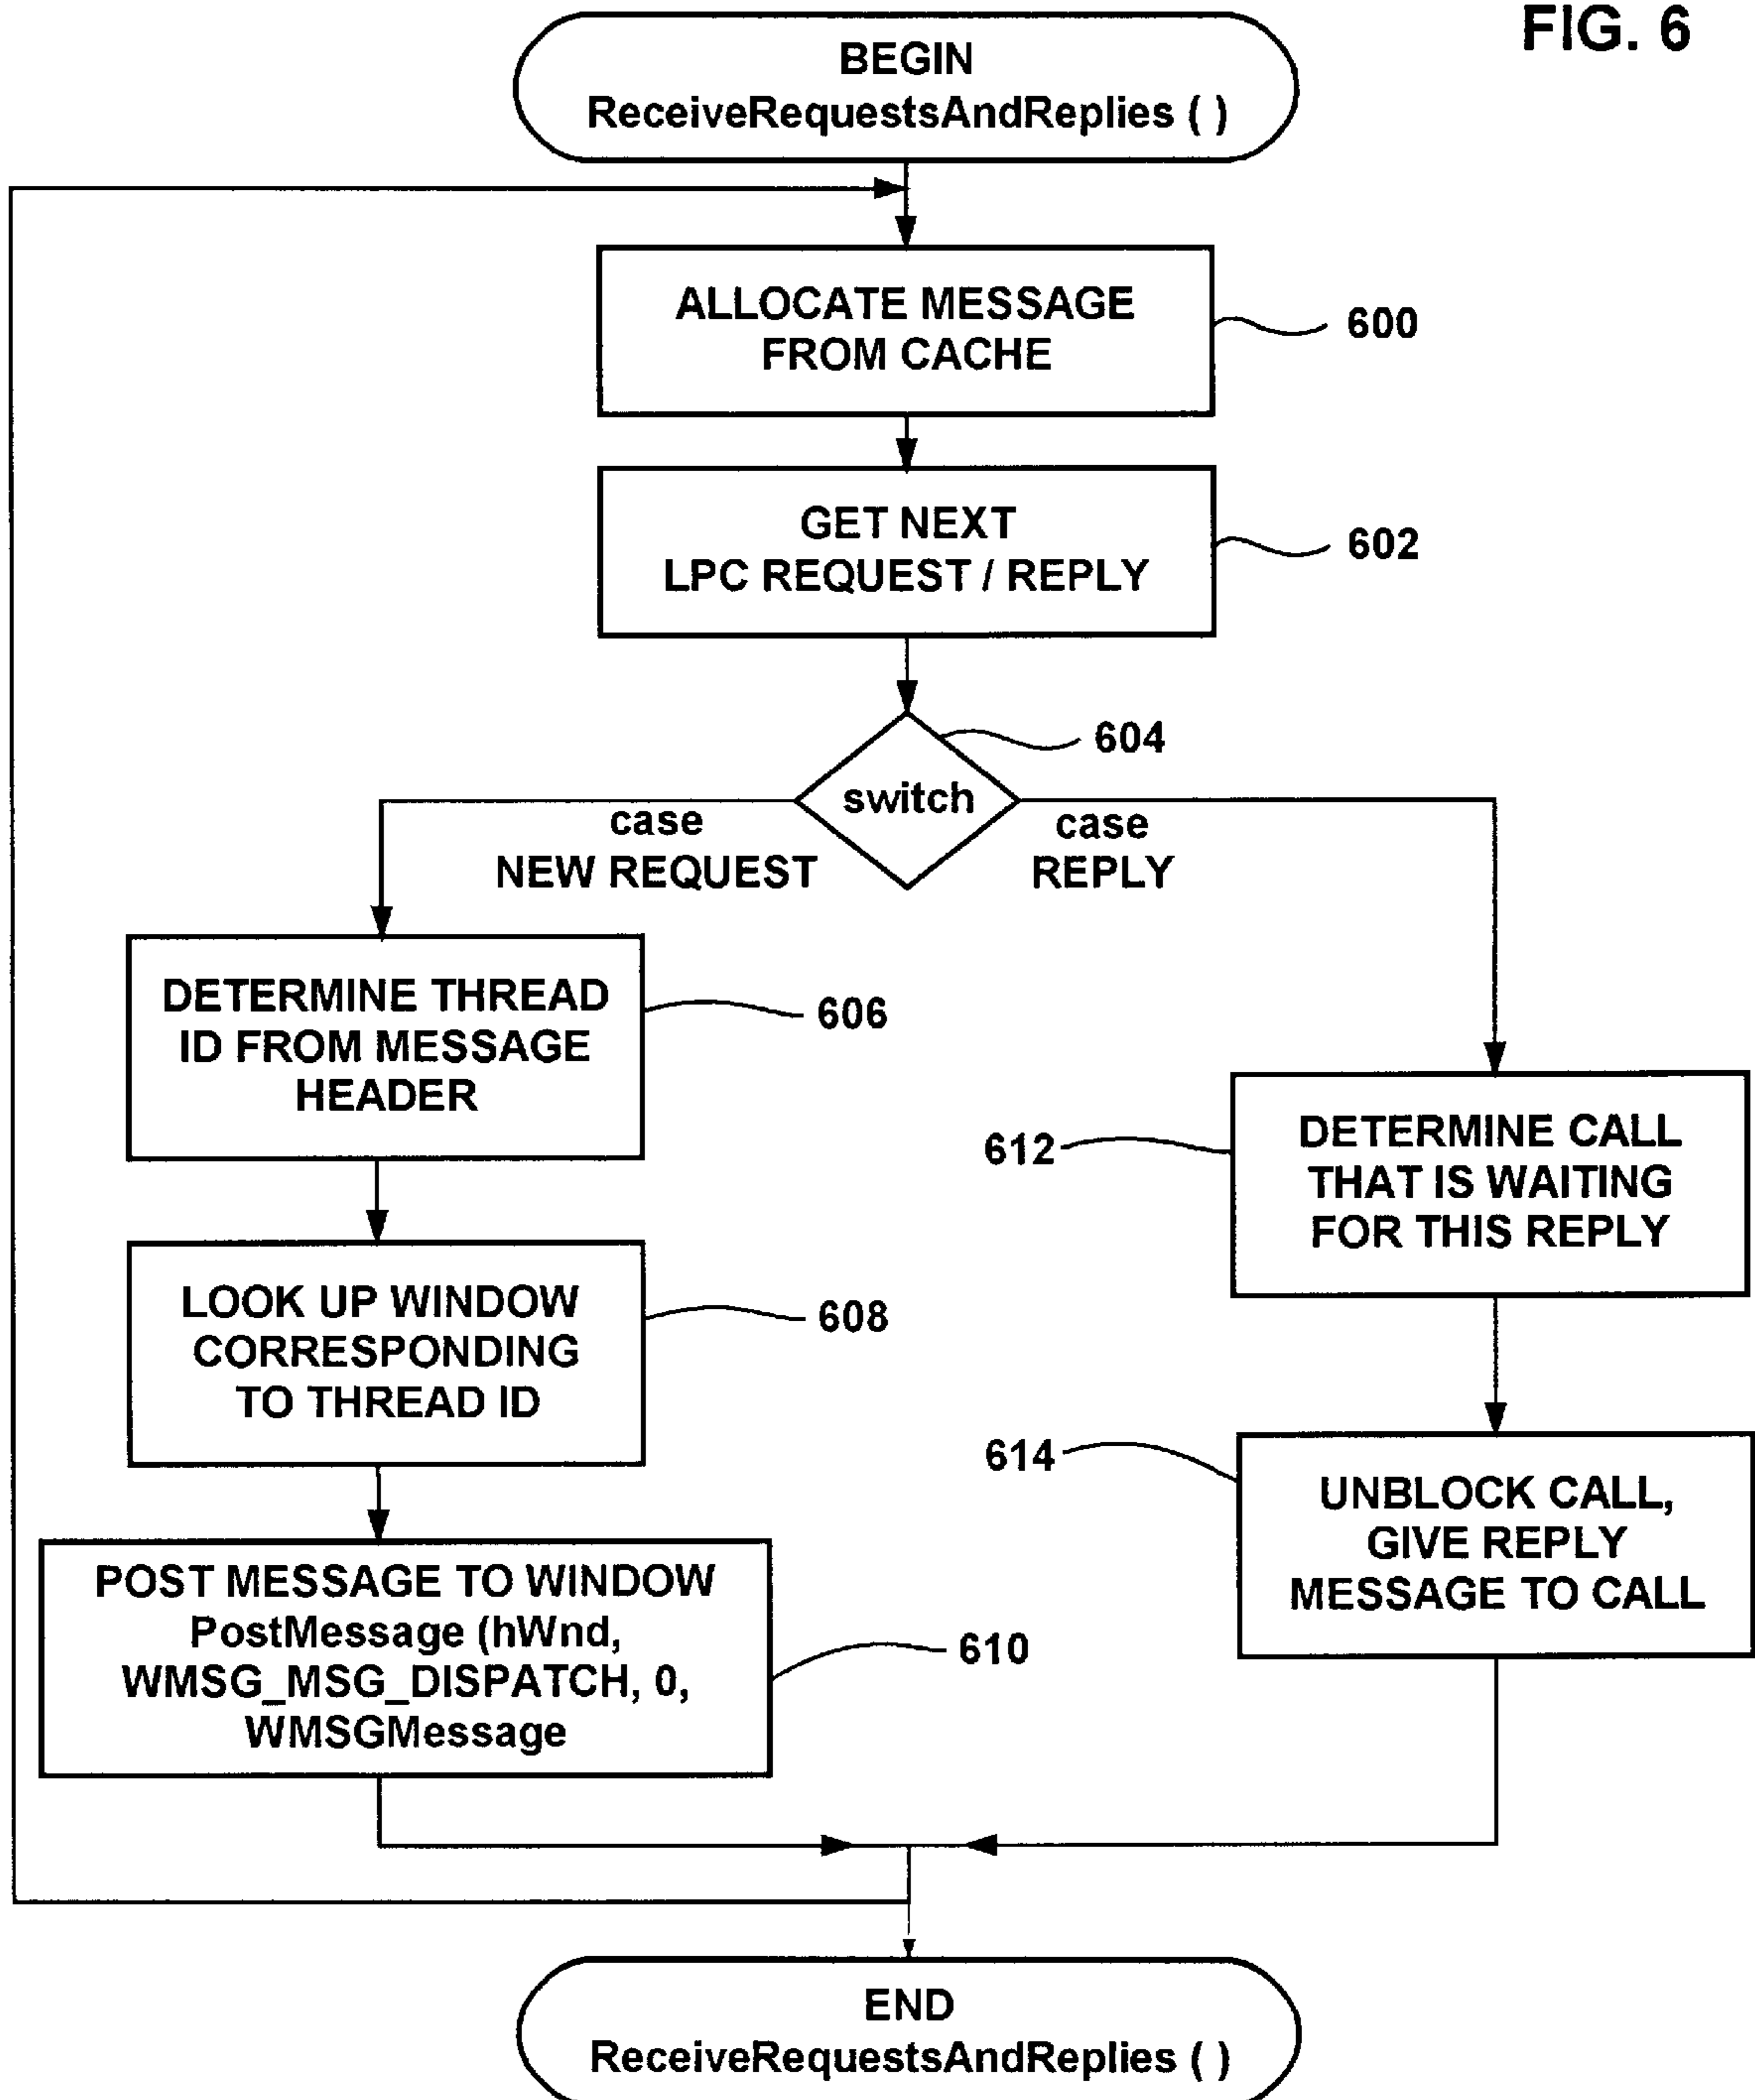 FIG. 6
BEGIN
ReceiveRequestsAndReplies ( )
ALLOCATE MESSAGE
FROM CACHE
600
GET NEXT
LPC REQUEST / REPLY
602
604
switch
case
NEW REQUEST
case
REPLY
DETERMINE THREAD
ID FROM MESSAGE
HEADER
606
612
DETERMINE CALL
THAT IS WAITING
FOR THIS REPLY
LOOK UP WINDOW
CORRESPONDING
TO THREAD ID
608
614
UNBLOCK CALL,
GIVE REPLY
MESSAGE TO CALL
POST MESSAGE TO WINDOW
PostMessage (hWnd,
WMSG_MSG_DISPATCH, 0,
WMSGMessage
610
END
ReceiveRequestsAndReplies ( )